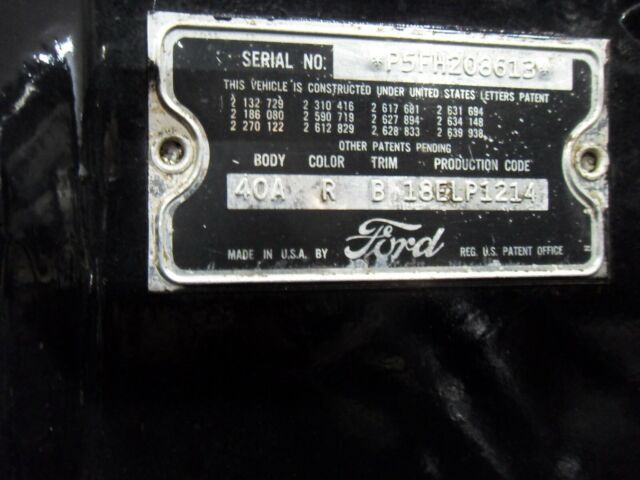 SERIAL NO: *P5FH208613*
THIS VEHICLE IS CONSTRUCTED UNDER UNITED STATES LETTERS PATENT
2 132 729 2 310 416 2 617 681 2 631 694
2 186 080 2 590 719 2 627 894 2 634 148
2 270 122 2 612 829 2 628 833 2 639 938
OTHER PATENTS PENDING
BODY COLOR TRIM PRODUCTION CODE
40A R B 18ELP1214
MADE IN U.S.A. BY Ford REG. U.S. PATENT OFFICE